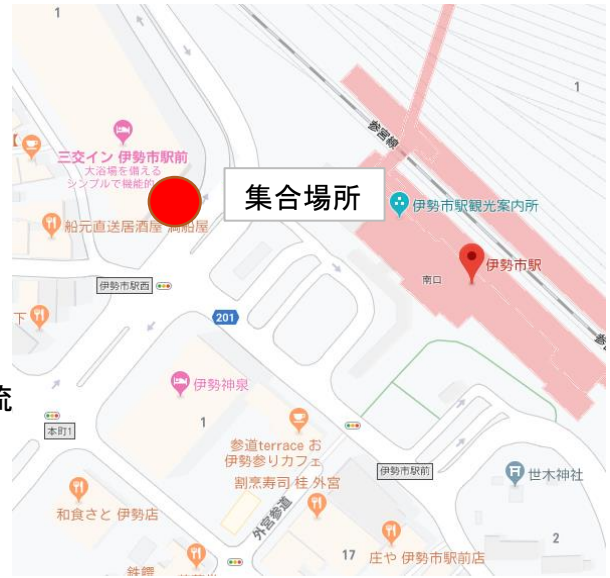 1
参宮線
1
三交イン 伊勢市駅前
大浴場を備える
シンプルで機能的
集合場所
伊勢市駅観光案内所
船元直送居酒屋 満船屋
伊勢市駅
南口
伊勢市駅西
下
201
伊勢神泉
流
本町1
1
参道terrace お
伊勢参りカフェ
割烹寿司 桂 外宮
伊勢市駅前
世木神社
和食さと 伊勢店
外宮参道
17
庄や 伊勢市駅前店
2